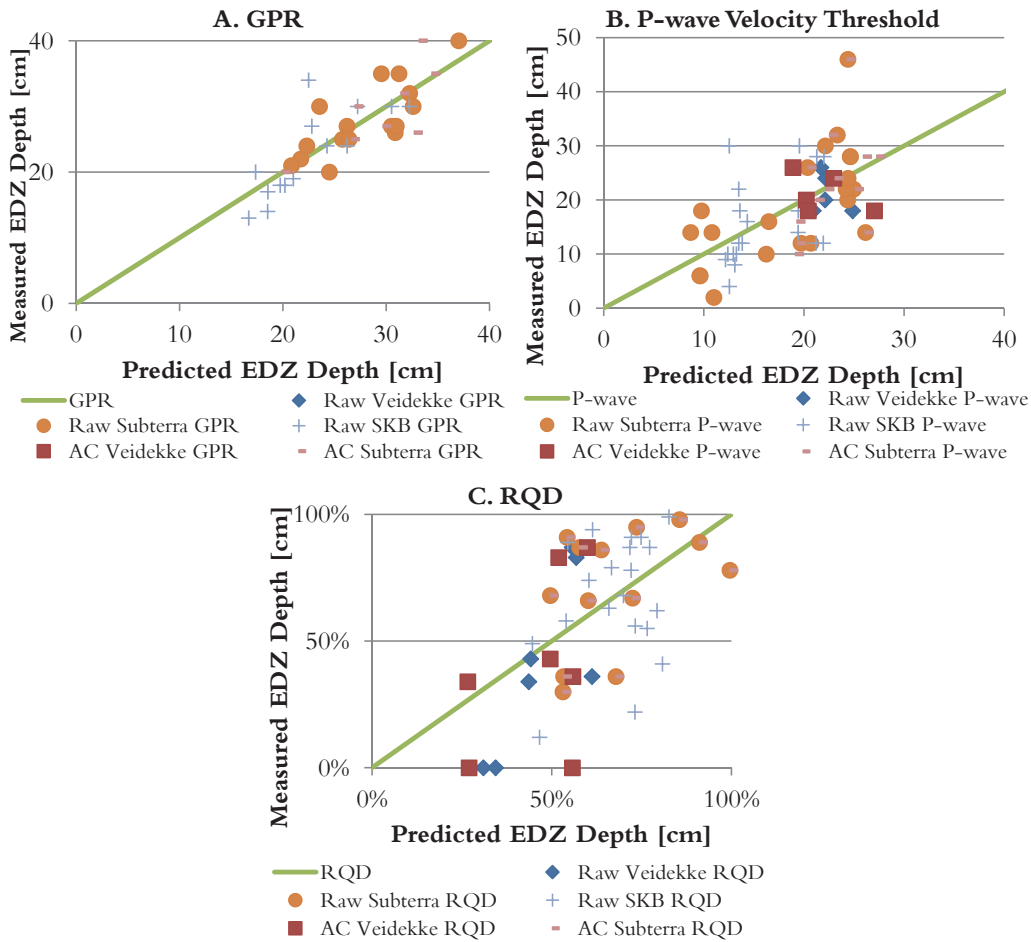 A. GPR
Measured EDZ Depth [cm]
40
20
0
0 10 20 30 40
Predicted EDZ Depth [cm]
GPR Raw Veidekke GPR
Raw Subterra GPR Raw SKB GPR
AC Veidekke GPR AC Subterra GPR
B. P-wave Velocity Threshold
Measured EDZ Depth [cm]
50
40
30
20
10
0
0 10 20 30 40
Predicted EDZ Depth [cm]
P-wave Raw Veidekke P-wave
Raw Subterra P-wave Raw SKB P-wave
AC Veidekke P-wave AC Subterra P-wave
C. RQD
Measured EDZ Depth [cm]
100%
50%
0%
0% 50% 100%
Predicted EDZ Depth [cm]
RQD Raw Veidekke RQD
Raw Subterra RQD Raw SKB RQD
AC Veidekke RQD AC Subterra RQD